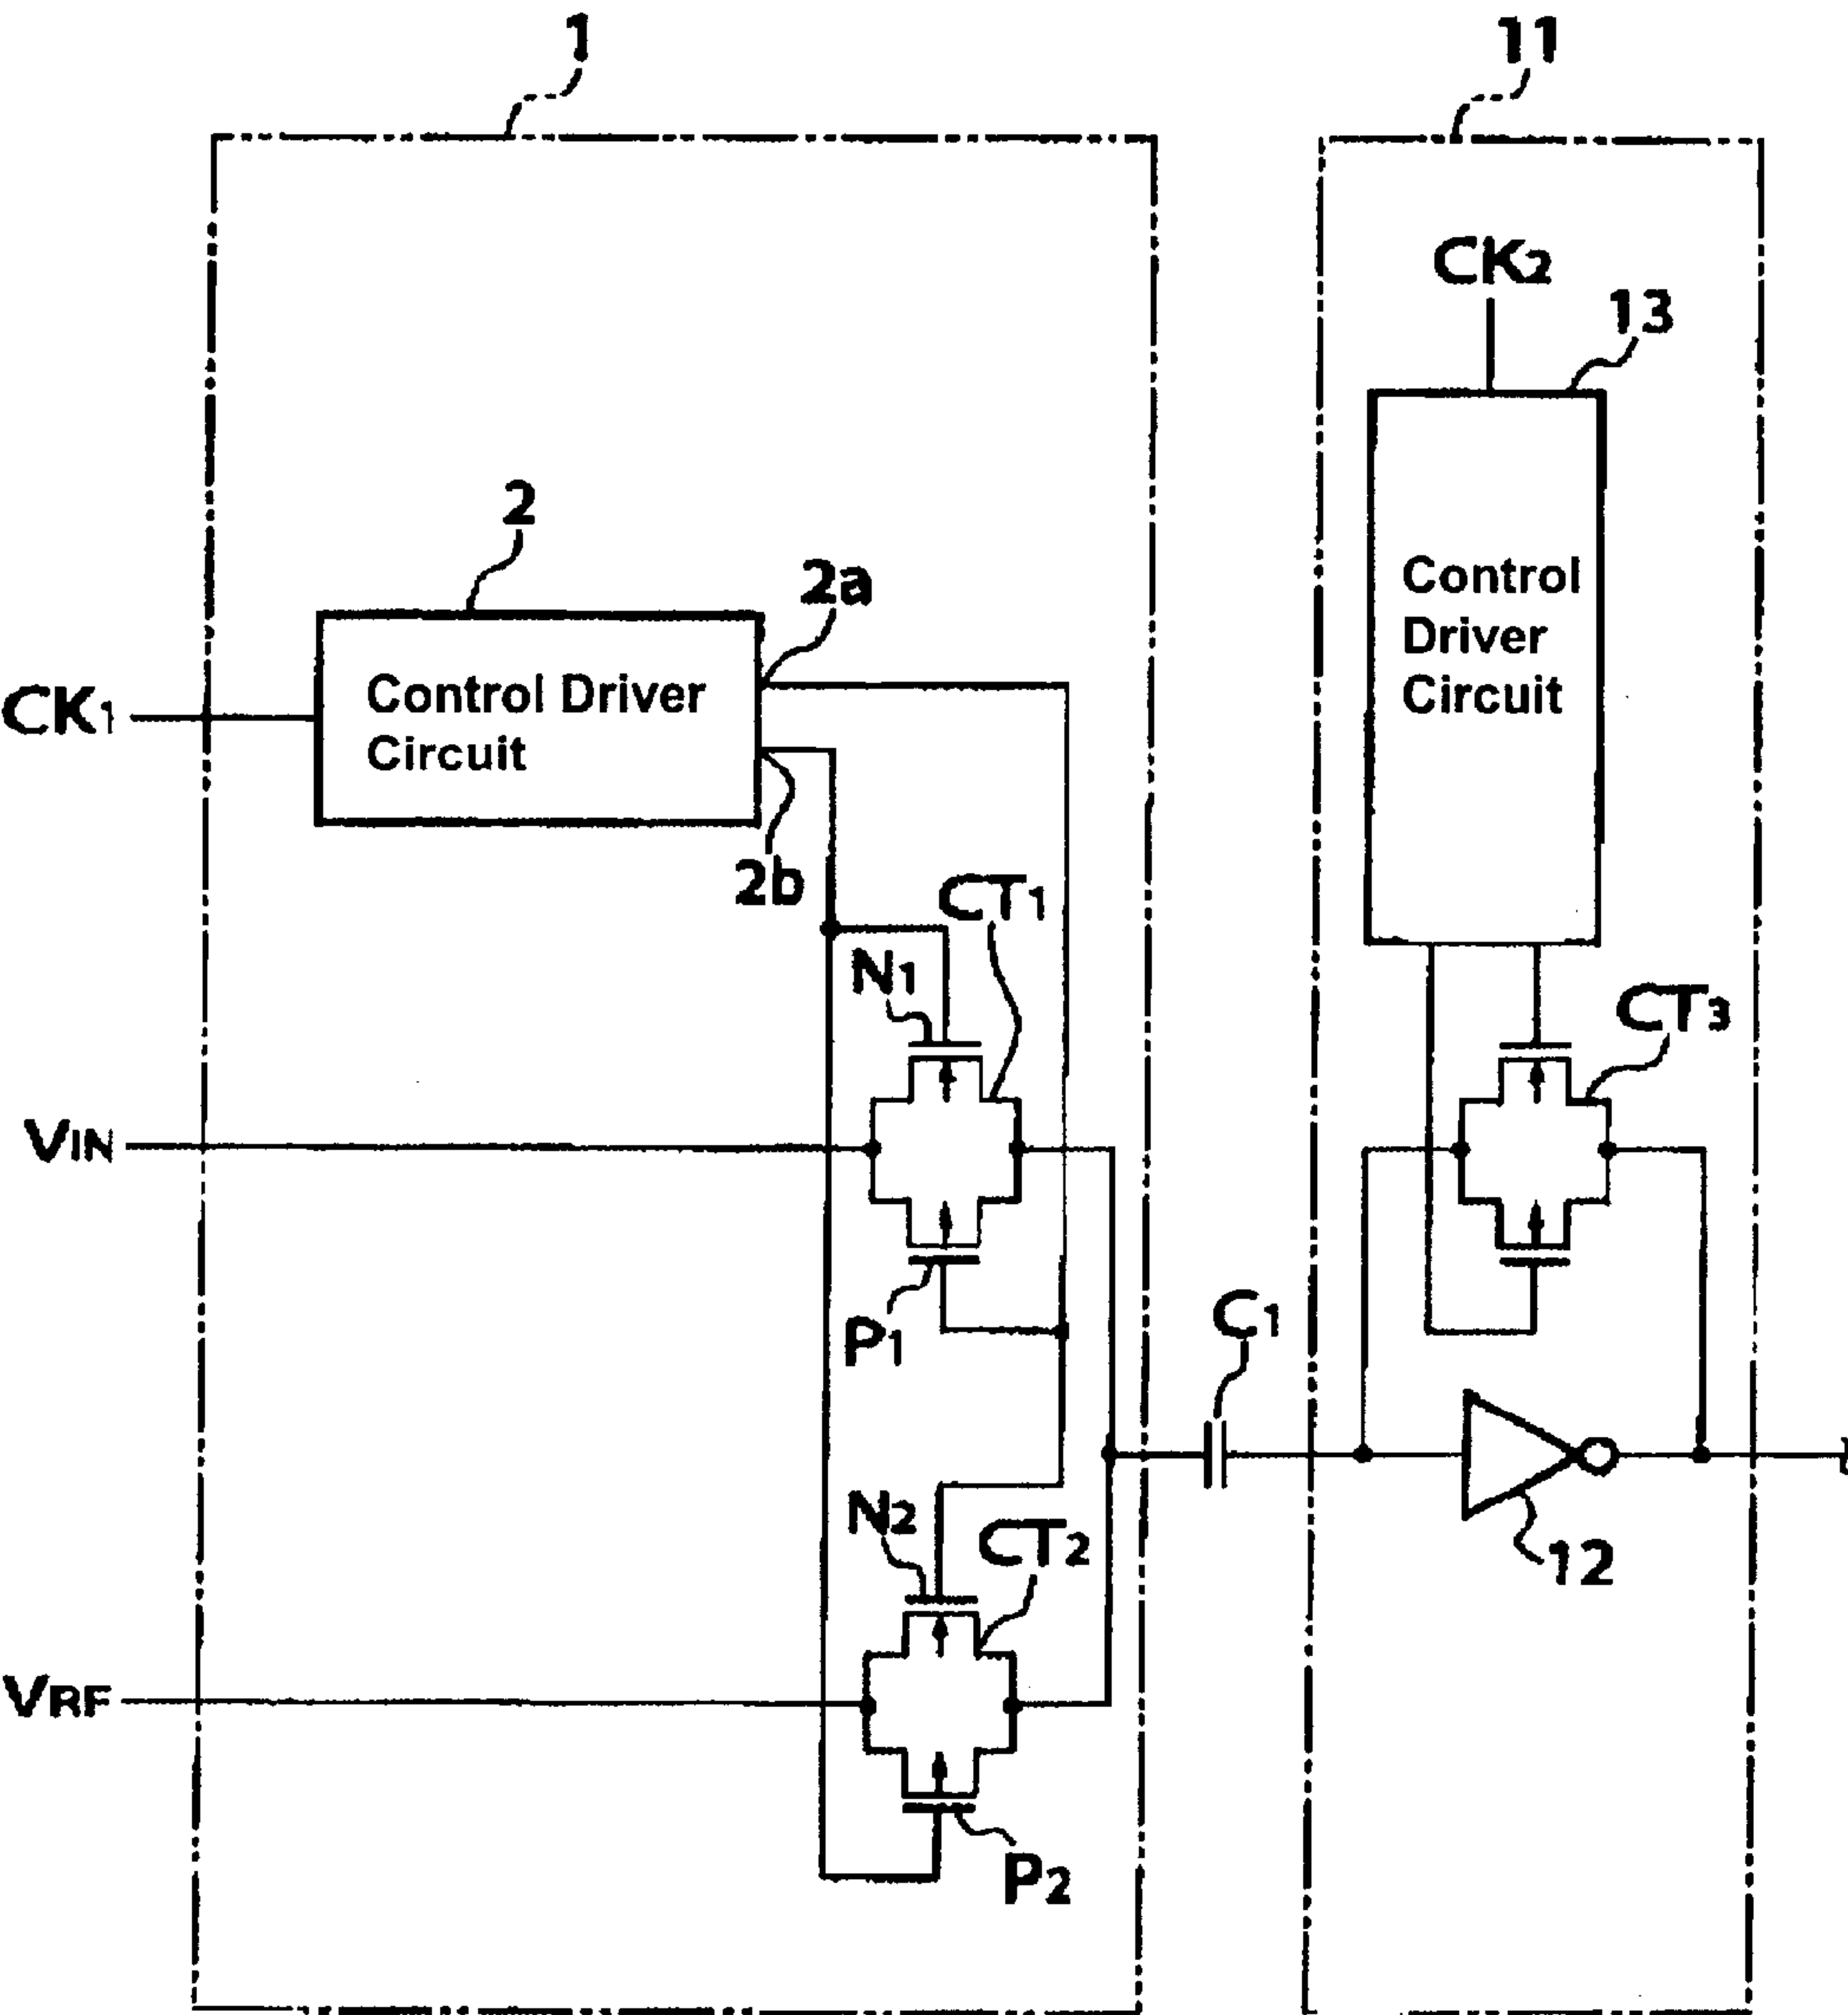 1
11
CK2
13
2
2a
Control Driver
Circuit
CK1
Control
Driver
Circuit
2b
CT1
N1
CT3
VIN
P1
C1
N2
CT2
12
VRF
P2